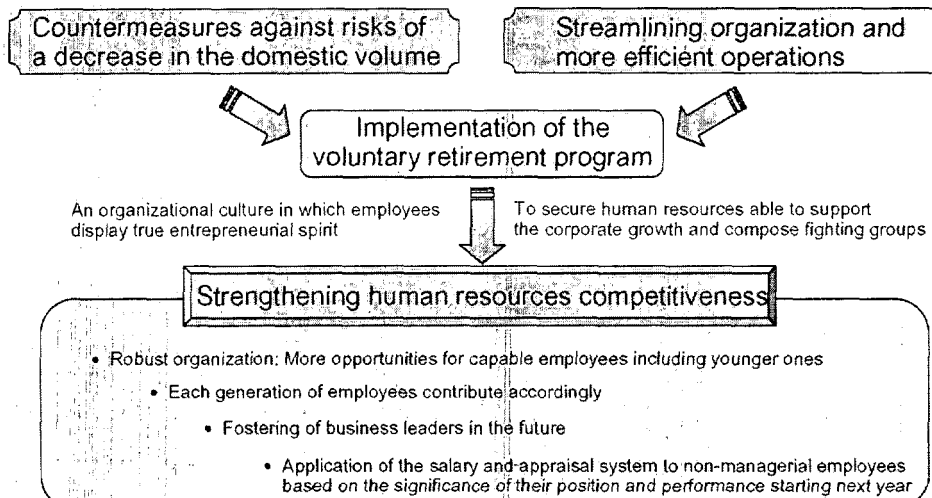 Countermeasures against risks of
a decrease in the domestic volume
Streamlining organization and
more efficient operations
Implementation of the
voluntary retirement program
An organizational culture in which employees
display true entrepreneurial spirit
To secure human resources able to support
the corporate growth and compose fighting groups
Strengthening human resources competitiveness
• Robust organization: More opportunities for capable employees including younger ones
• Each generation of employees contribute accordingly
• Fostering of business leaders in the future
• Application of the salary and appraisal system to non-managerial employees
based on the significance of their position and performance starting next year